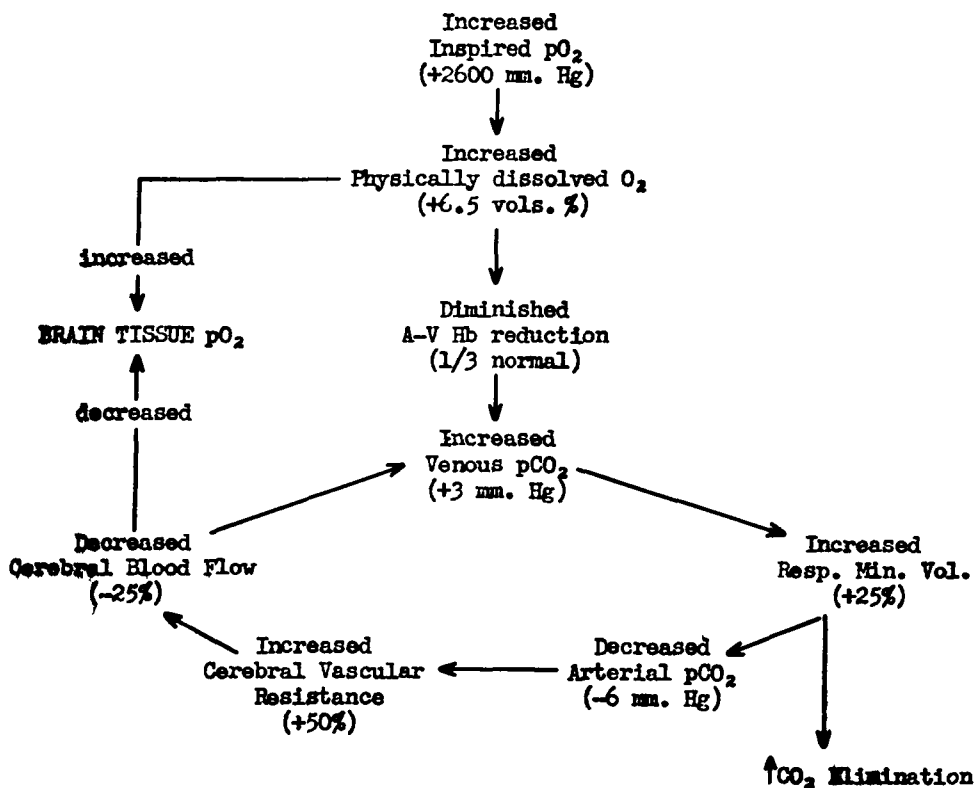 Increased
Inspired pO₂
(+2600 mm. Hg)
Increased
Physically dissolved O₂
(+6.5 vols. %)
increased
BRAIN TISSUE pO₂
decreased
Diminished
A-V Hb reduction
(1/3 normal)
Increased
Venous pCO₂
(+3 mm. Hg)
Decreased
Cerebral Blood Flow
(-25%)
Increased
Resp. Min. Vol.
(+25%)
Increased
Cerebral Vascular
Resistance
(+50%)
Decreased
Arterial pCO₂
(-6 mm. Hg)
↑CO₂ Elimination